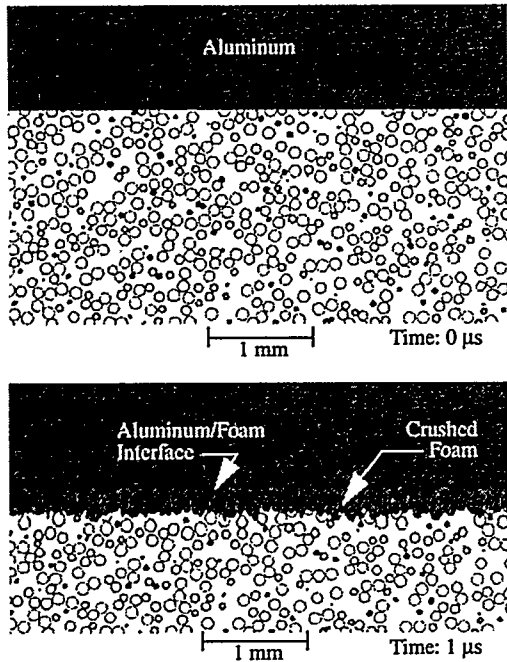 Aluminum
1 mm
Time: 0 µs
Aluminum/Foam
Interface
Crushed
Foam
1 mm
Time: 1 µs